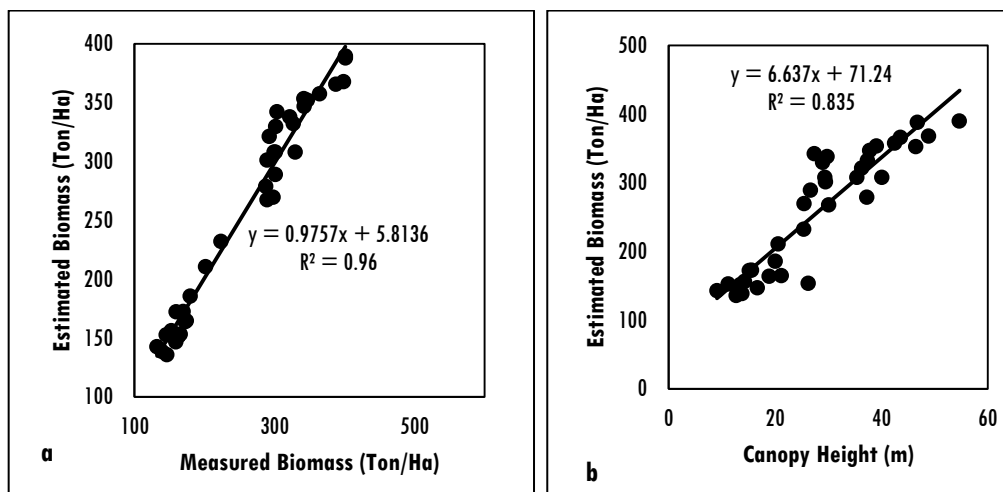 400
350
300
250
200
150
100
100
300
500
Estimated Biomass (Ton/Ha)
y = 0.9757x + 5.8136
R² = 0.96
Measured Biomass (Ton/Ha)
a
500
400
300
200
100
0
0
20
40
60
Estimated Biomass (Ton/Ha)
y = 6.637x + 71.24
R² = 0.835
Canopy Height (m)
b